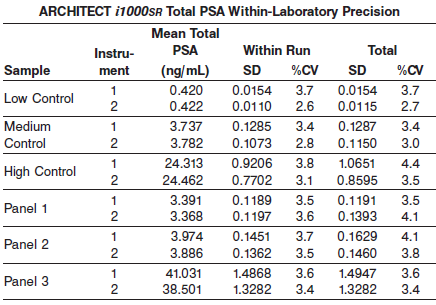 ARCHITECT i1000SR Total PSA Within-Laboratory Precision
Mean Total
Instru- PSA Within Run Total
Sample ment (ng/mL) SD %CV SD %CV
Low Control 1 0.420 0.0154 3.7 0.0154 3.7
2 0.422 0.0110 2.6 0.0115 2.7
Medium 1 3.737 0.1285 3.4 0.1287 3.4
Control 2 3.782 0.1073 2.8 0.1150 3.0
High Control 1 24.313 0.9206 3.8 1.0651 4.4
2 24.462 0.7702 3.1 0.8595 3.5
Panel 1 1 3.391 0.1189 3.5 0.1191 3.5
2 3.368 0.1197 3.6 0.1393 4.1
Panel 2 1 3.974 0.1451 3.7 0.1629 4.1
2 3.886 0.1362 3.5 0.1460 3.8
Panel 3 1 41.031 1.4868 3.6 1.4947 3.6
2 38.501 1.3282 3.4 1.3282 3.4